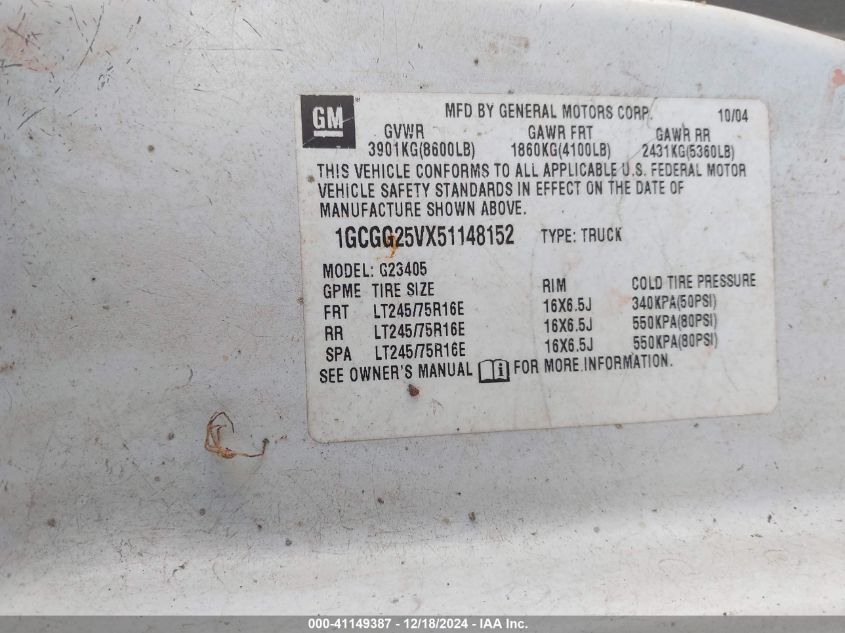 GM
MFD BY GENERAL MOTORS CORP. 10/04
GVWR GAWR FRT GAWR RR
3901KG(8600LB) 1860KG(4100LB) 2431KG(5360LB)
THIS VEHICLE CONFORMS TO ALL APPLICABLE U.S. FEDERAL MOTOR
VEHICLE SAFETY STANDARDS IN EFFECT ON THE DATE OF
MANUFACTURE SHOWN ABOVE.
1GCGG25VX51148152 TYPE: TRUCK
MODEL: G23405
GPME TIRE SIZE RIM COLD TIRE PRESSURE
FRT LT245/75R16E 16X6.5J 340KPA(50PSI)
RR LT245/75R16E 16X6.5J 550KPA(80PSI)
SPA LT245/75R16E 16X6.5J 550KPA(80PSI)
SEE OWNER'S MANUAL i FOR MORE INFORMATION.
000-41149387 - 12/18/2024 - IAA Inc.